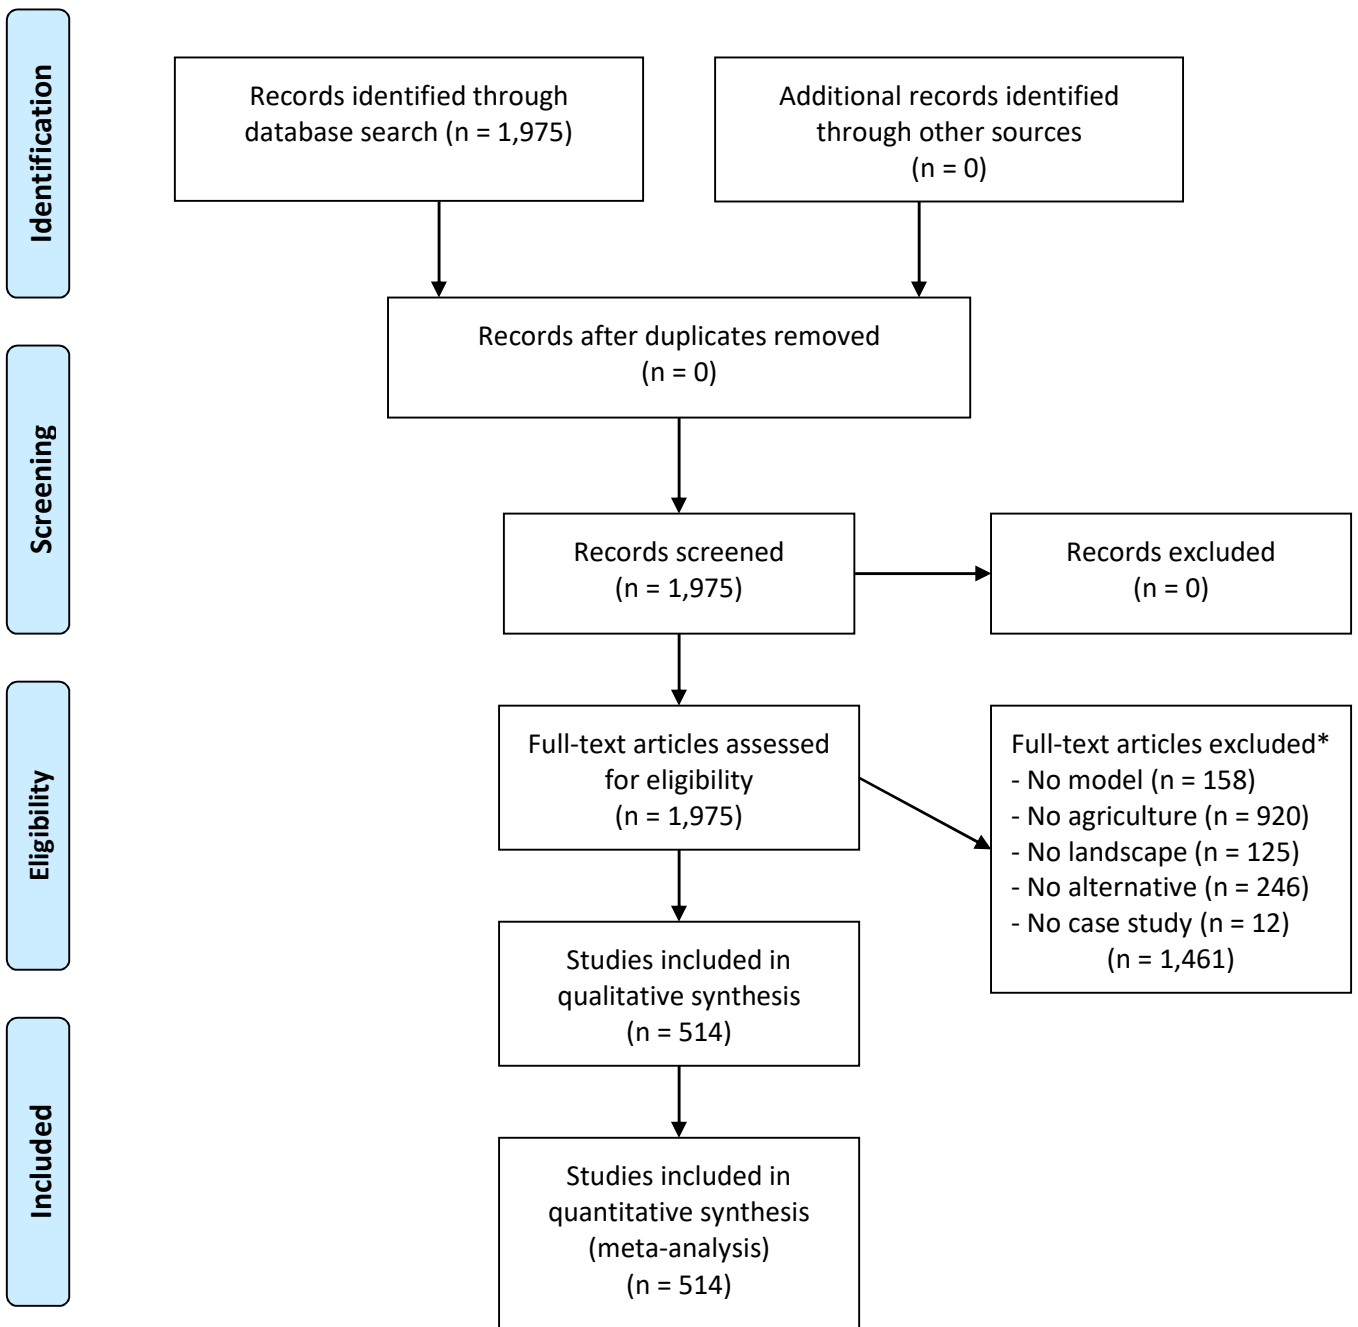 Identification
Records identified through
database search (n = 1,975)
Additional records identified
through other sources
(n = 0)
Records after duplicates removed
(n = 0)
Screening
Records screened
(n = 1,975)
Records excluded
(n = 0)
Eligibility
Full-text articles assessed
for eligibility
(n = 1,975)
Full-text articles excluded*
- No model (n = 158)
- No agriculture (n = 920)
- No landscape (n = 125)
- No alternative (n = 246)
- No case study (n = 12)
(n = 1,461)
Studies included in
qualitative synthesis
(n = 514)
Included
Studies included in
quantitative synthesis
(meta-analysis)
(n = 514)